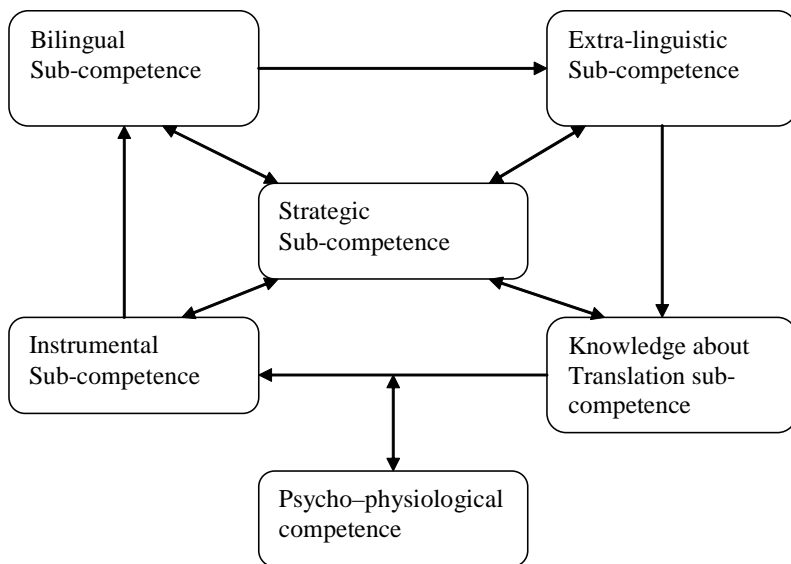 Bilingual
Sub-competence
Extra-linguistic
Sub-competence
Strategic
Sub-competence
Instrumental
Sub-competence
Knowledge about
Translation sub-
competence
Psycho–physiological
competence